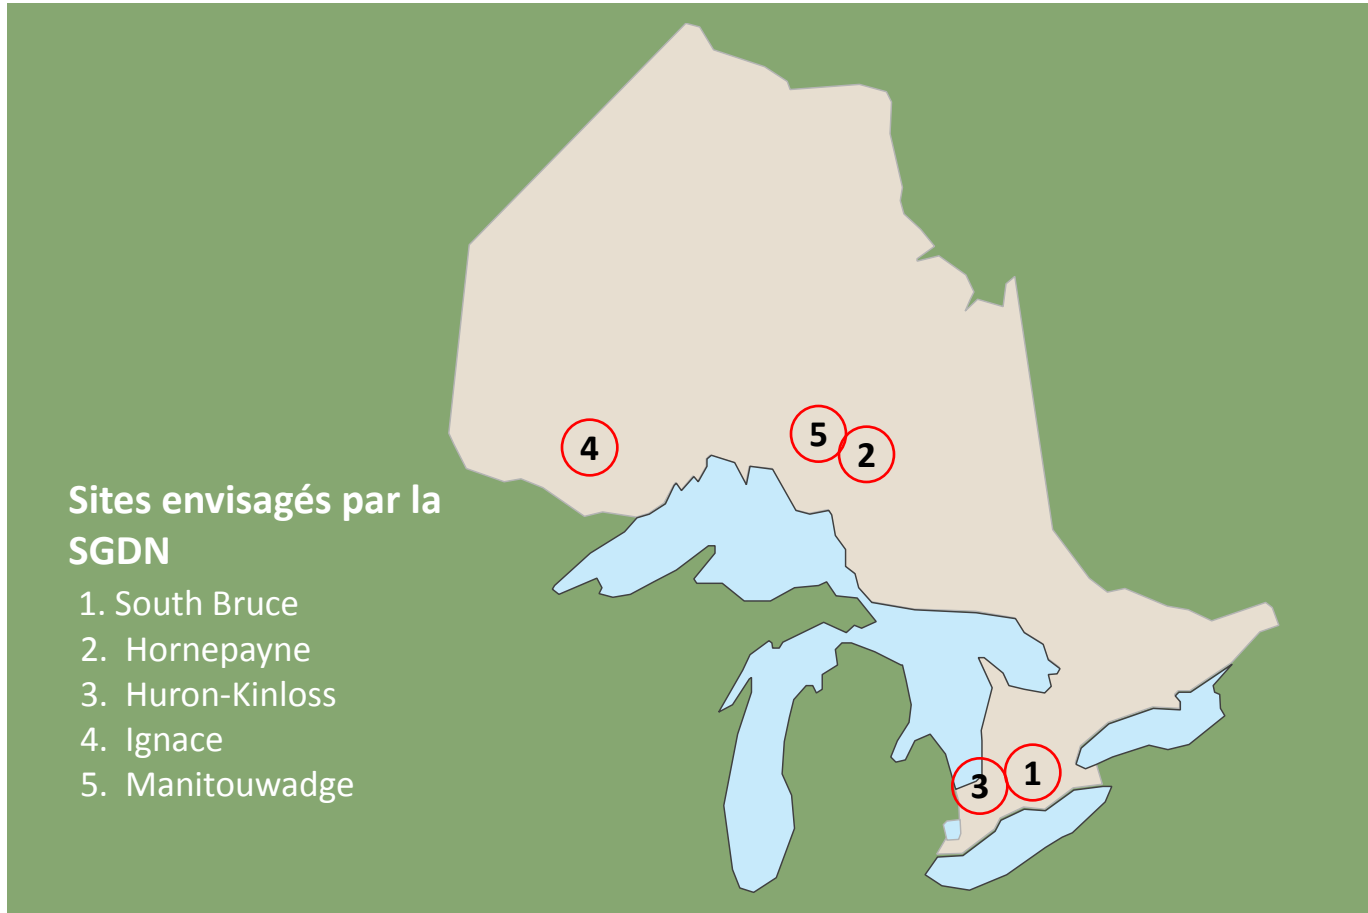 4
5
2
Sites envisagés par la
SGDN
1. South Bruce
2. Hornepayne
3. Huron-Kinloss
4. Ignace
5. Manitouwadge
3
1